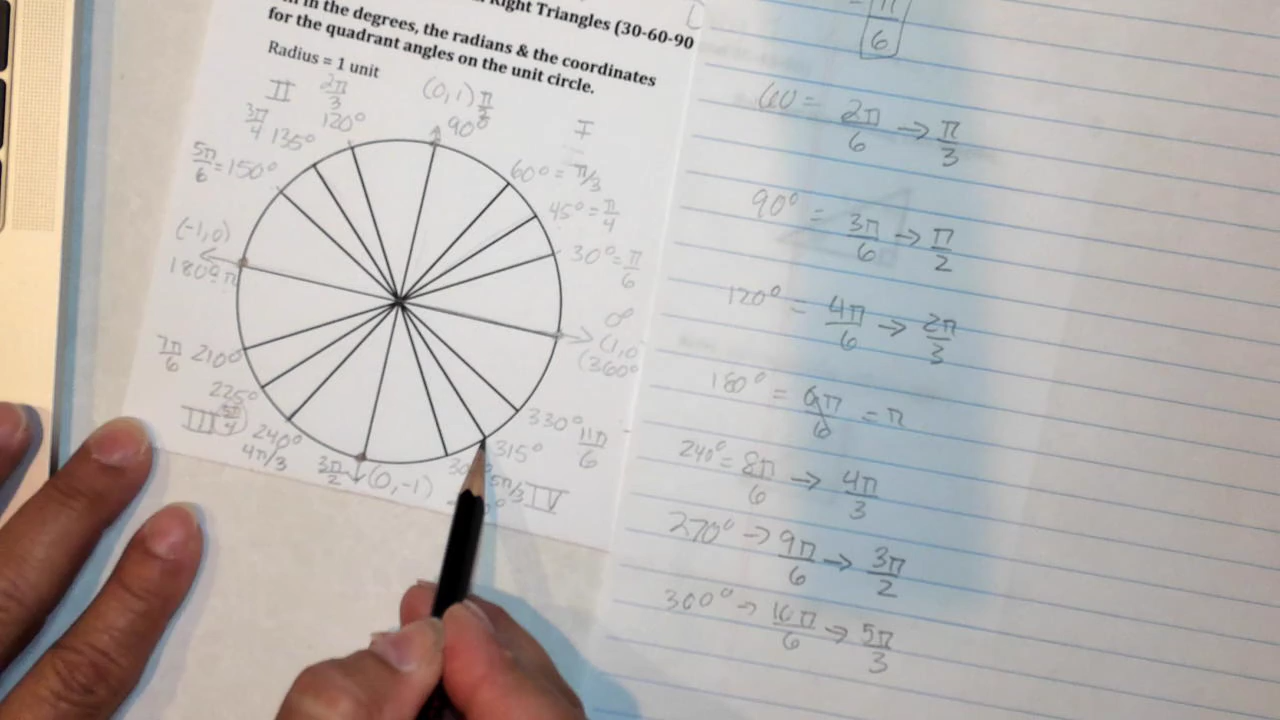 Right Triangles (30-60-90
in the degrees, the radians & the coordinates
for the quadrant angles on the unit circle.
Radius = 1 unit
II
2π/3
120°
(0,1) π/2
90°
I
3π/4 135°
5π/6 = 150°
60° = π/3
45° = π/4
30° = π/6
(-1,0)
180° π
0°
(1,0
(360°
7π/6 210°
225°
III 5π/4
240°
4π/3
3π/2 (0,-1)
330° 11π/6
315°
5π/3 IV
π/6
60 = 2π/6 → π/3
90° = 3π/6 → π/2
120° = 4π/6 → 2π/3
180° = 6π/6 = π
240° = 8π/6 → 4π/3
270° → 9π/6 → 3π/2
300° → 10π/6 → 5π/3